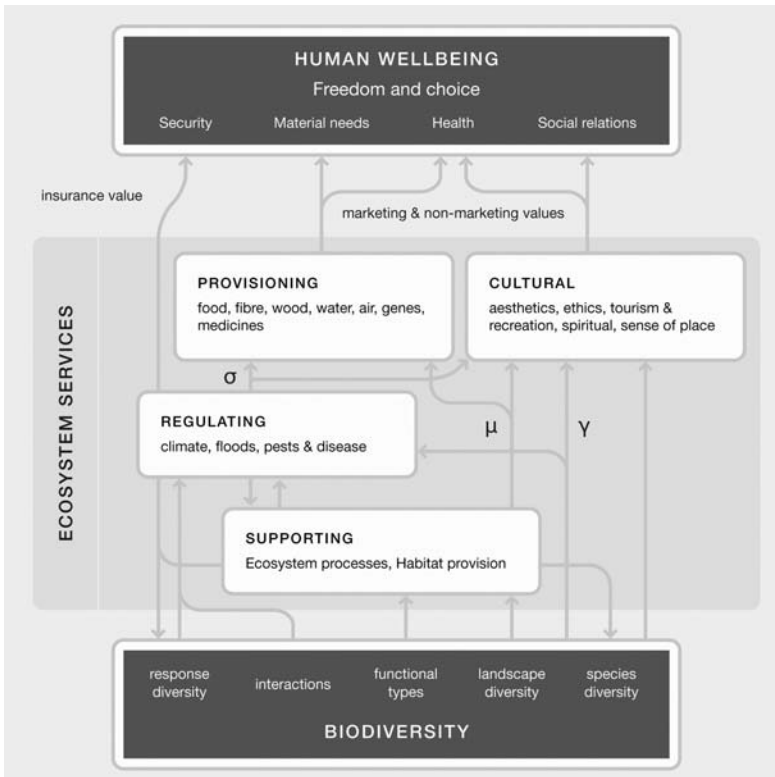 HUMAN WELLBEING
Freedom and choice
Security
Material needs
Health
Social relations
insurance value
marketing & non-marketing values
ECOSYSTEM SERVICES
PROVISIONING
food, fibre, wood, water, air, genes,
medicines
CULTURAL
aesthetics, ethics, tourism &
recreation, spiritual, sense of place
σ
REGULATING
climate, floods, pests & disease
μ
γ
SUPPORTING
Ecosystem processes, Habitat provision
response
diversity
interactions
functional
types
landscape
diversity
species
diversity
BIODIVERSITY